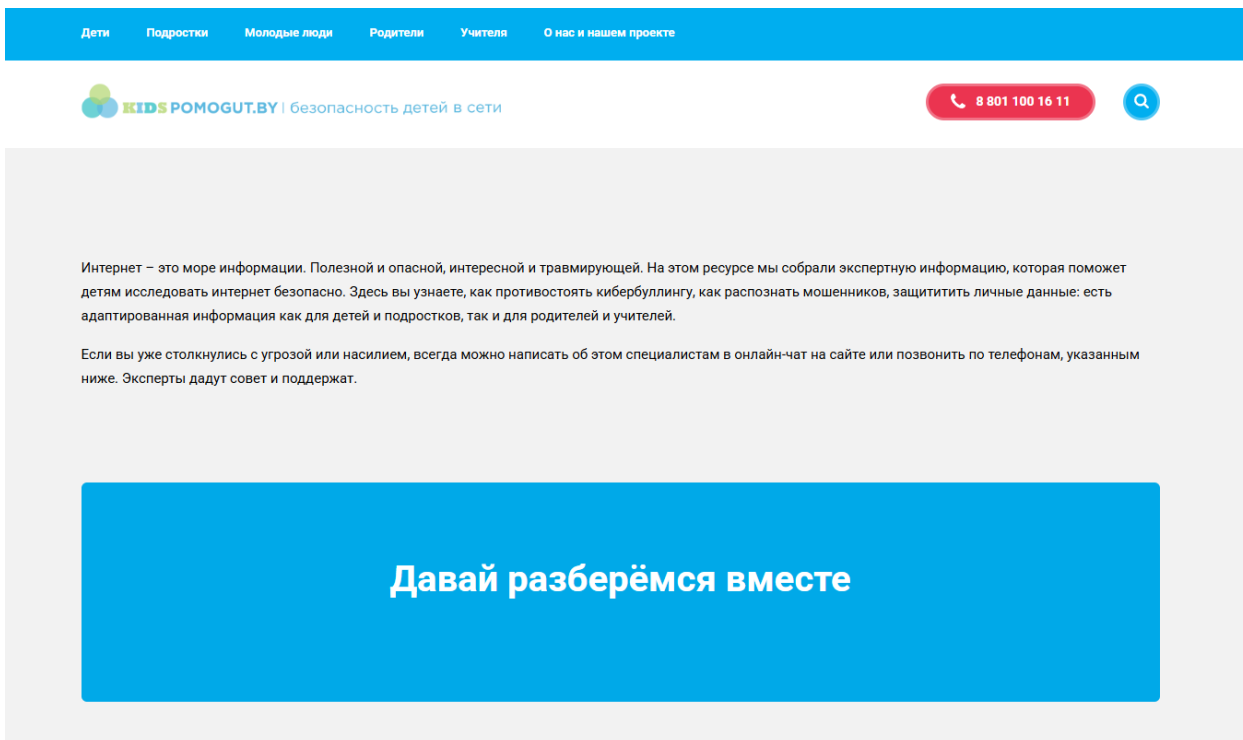 Дети Подростки Молодые люди Родители Учителя О нас и нашем проекте
KIDS POMOGUT.BY | безопасность детей в сети
8 801 100 16 11
Интернет – это море информации. Полезной и опасной, интересной и травмирующей. На этом ресурсе мы собрали экспертную информацию, которая поможет
детям исследовать интернет безопасно. Здесь вы узнаете, как противостоять кибербуллингу, как распознать мошенников, защититить личные данные: есть
адаптированная информация как для детей и подростков, так и для родителей и учителей.
Если вы уже столкнулись с угрозой или насилием, всегда можно написать об этом специалистам в онлайн-чат на сайте или позвонить по телефонам, указанным
ниже. Эксперты дадут совет и поддержат.
Давай разберёмся вместе